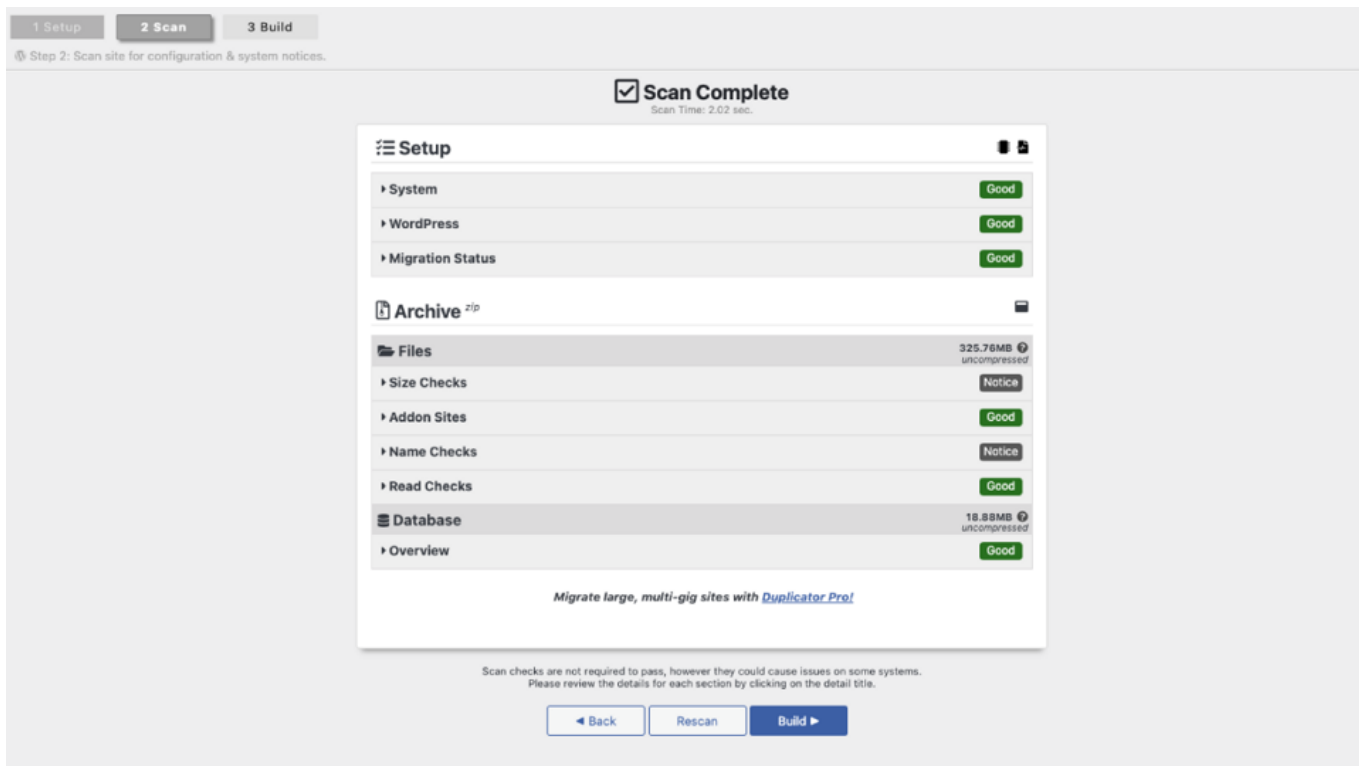 1 Setup
2 Scan
3 Build
Step 2: Scan site for configuration & system notices.
Scan Complete
Scan Time: 2.02 sec.
Setup
System Good
WordPress Good
Migration Status Good
Archive zip
Files 325.76MB
uncompressed
Size Checks Notice
Addon Sites Good
Name Checks Notice
Read Checks Good
Database 18.88MB
uncompressed
Overview Good
Migrate large, multi-gig sites with Duplicator Pro!
Scan checks are not required to pass, however they could cause issues on some systems.
Please review the details for each section by clicking on the detail title.
◄ Back
Rescan
Build ►